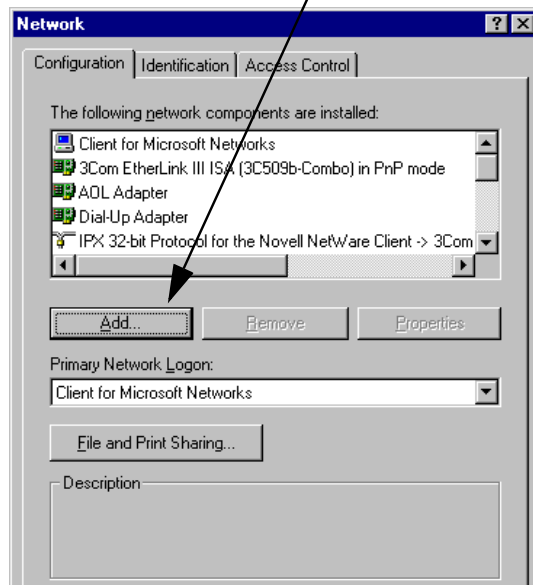 Network
Configuration Identification Access Control
The following network components are installed:
Client for Microsoft Networks
3Com EtherLink III ISA (3C509b-Combo) in PnP mode
AOL Adapter
Dial-Up Adapter
IPX 32-bit Protocol for the Novell NetWare Client -> 3Com
Add... Remove Properties
Primary Network Logon:
Client for Microsoft Networks
File and Print Sharing...
Description